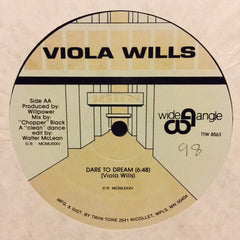 VIOLA WILLS
Side AA
Produced by:
Willpower
Mix by:
"Chopper" Black
A "clean" dance
edit by:
Walter McLean
℗ © MCMLXXXV
wide angle
TTW 8563
98
DARE TO DREAM (6:48)
(Viola Wills)
MFG. & DIST. BY TWIN TONE 2541 NICOLLET, MPLS, MN 55404